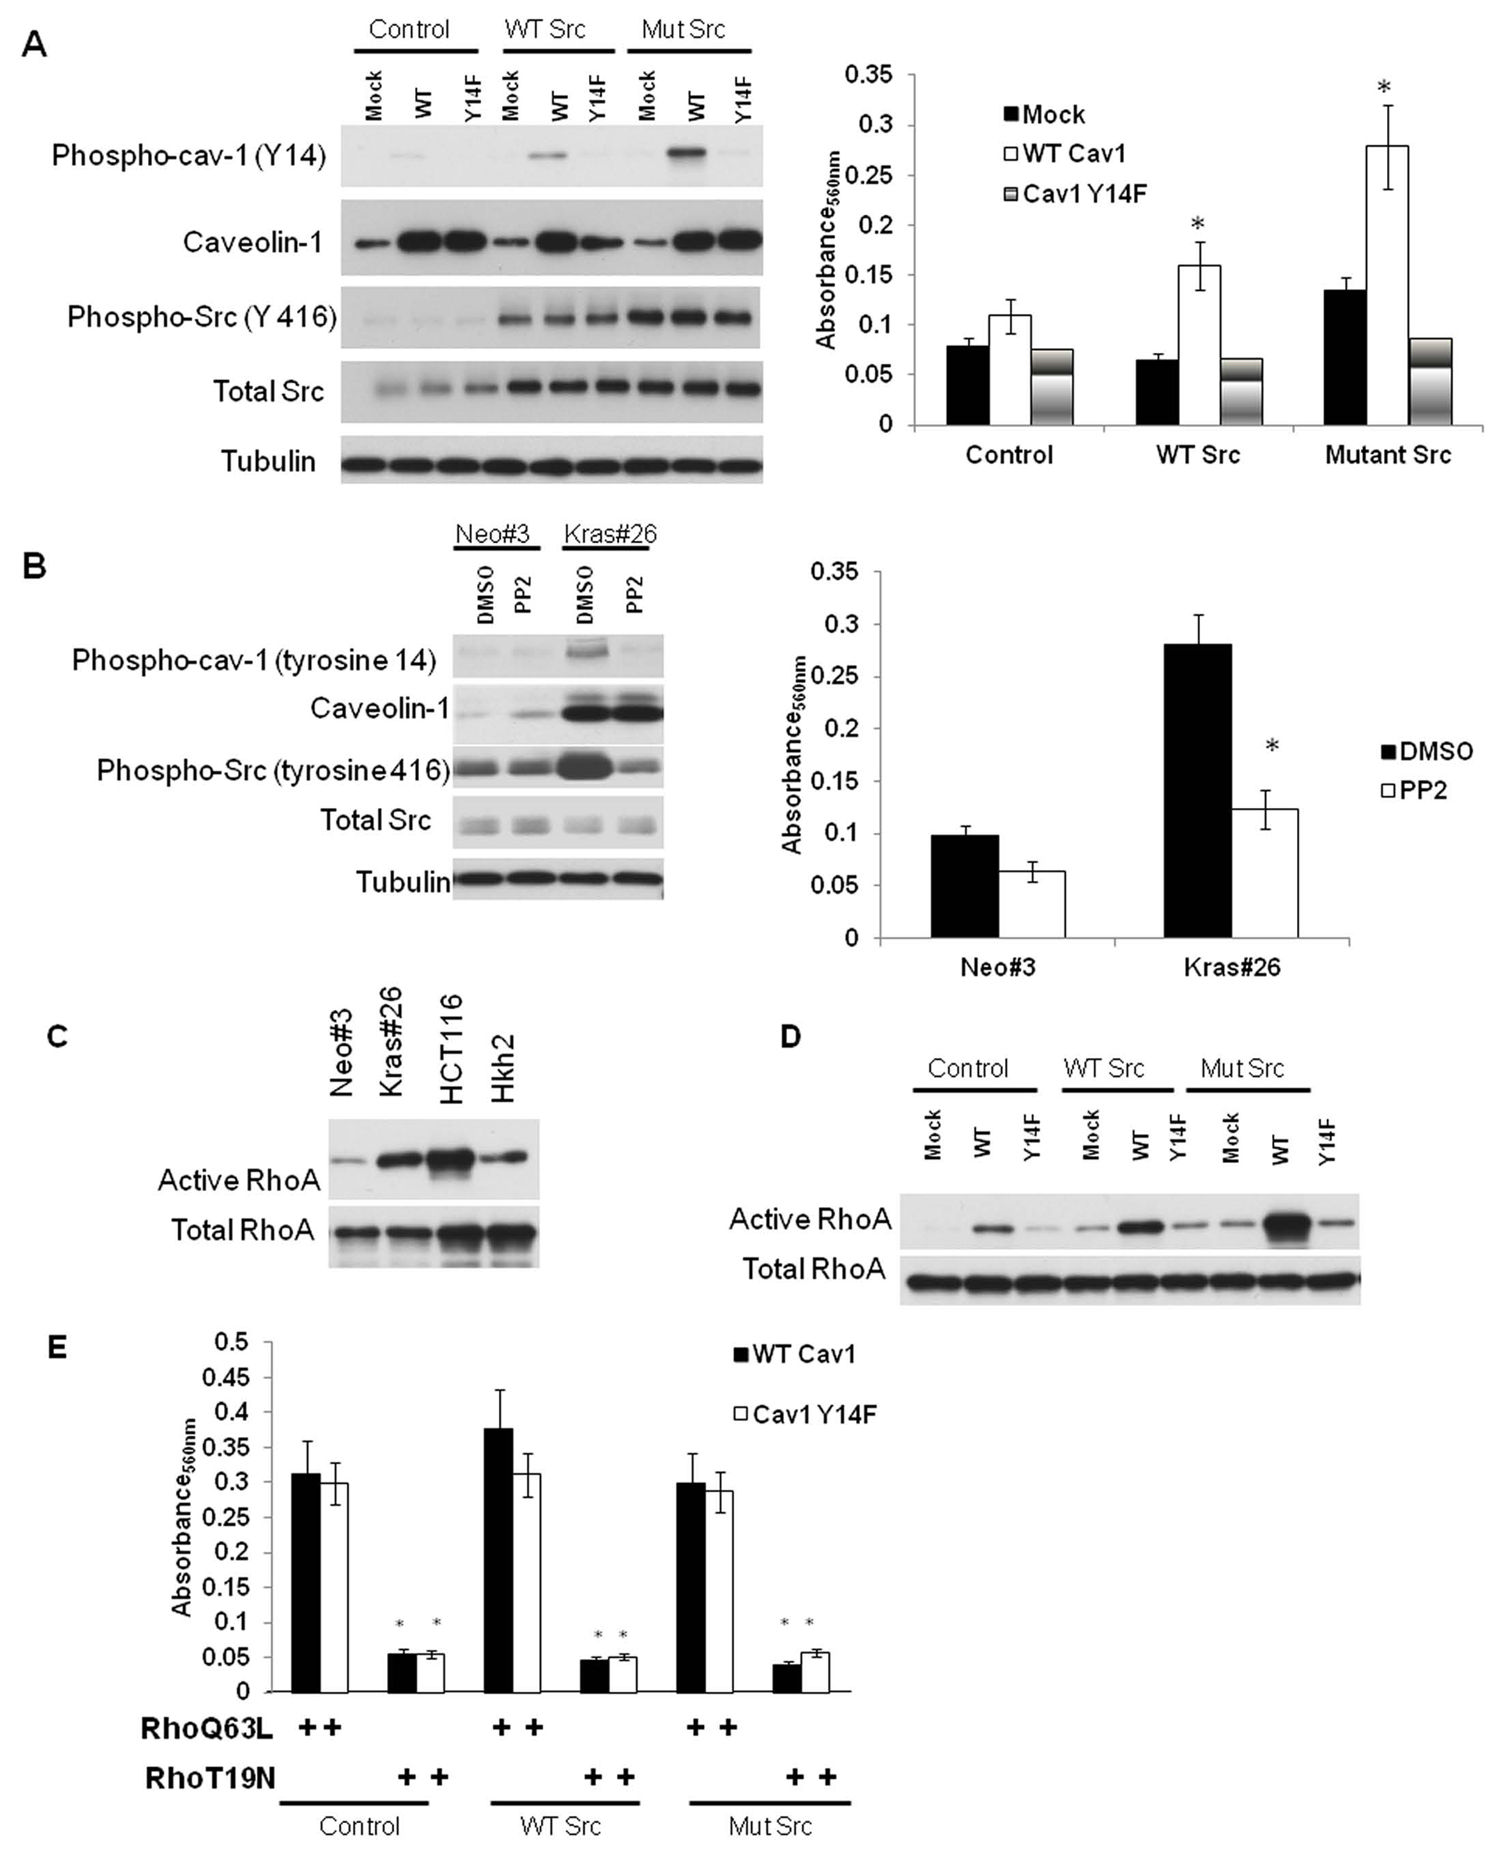 A
Control WT Src Mut Src
Mock WT Y14F Mock WT Y14F Mock WT Y14F
Phospho-cav-1 (Y14)
Caveolin-1
Phospho-Src (Y 416)
Total Src
Tubulin
Absorbance560nm
0.35
0.3
0.25
0.2
0.15
0.1
0.05
0
Mock
WT Cav1
Cav1 Y14F
*
*
Control WT Src Mutant Src
B
Neo#3 Kras#26
DMSO PP2 DMSO PP2
Phospho-cav-1 (tyrosine 14)
Caveolin-1
Phospho-Src (tyrosine 416)
Total Src
Tubulin
Absorbance560nm
0.35
0.3
0.25
0.2
0.15
0.1
0.05
0
*
DMSO
PP2
Neo#3 Kras#26
C
Neo#3 Kras#26 HCT116 Hkh2
Active RhoA
Total RhoA
D
Control WT Src Mut Src
Mock WT Y14F Mock WT Y14F Mock WT Y14F
Active RhoA
Total RhoA
E
Absorbance560nm
0.5
0.45
0.4
0.35
0.3
0.25
0.2
0.15
0.1
0.05
0
WT Cav1
Cav1 Y14F
* * * * * *
RhoQ63L + + + + + +
RhoT19N + + + + + +
Control WT Src Mut Src